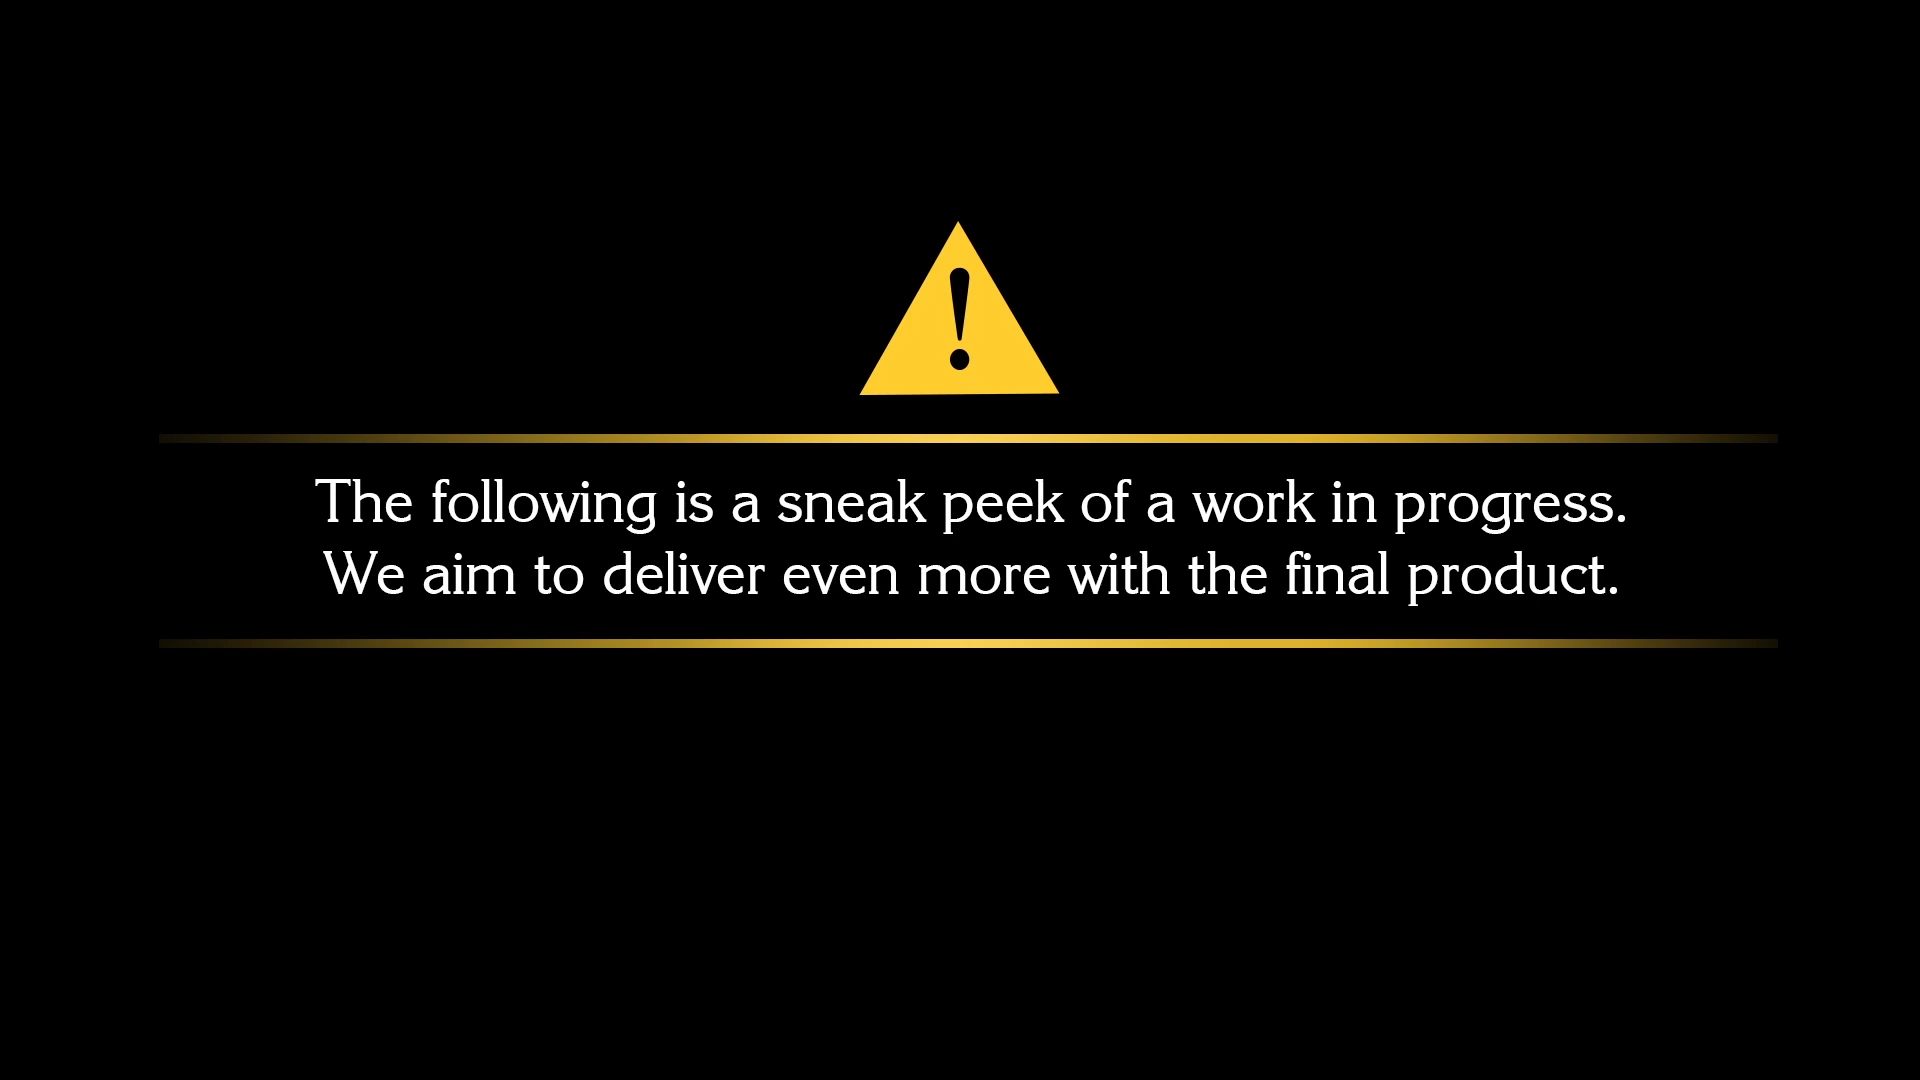 !
The following is a sneak peek of a work in progress.
We aim to deliver even more with the final product.